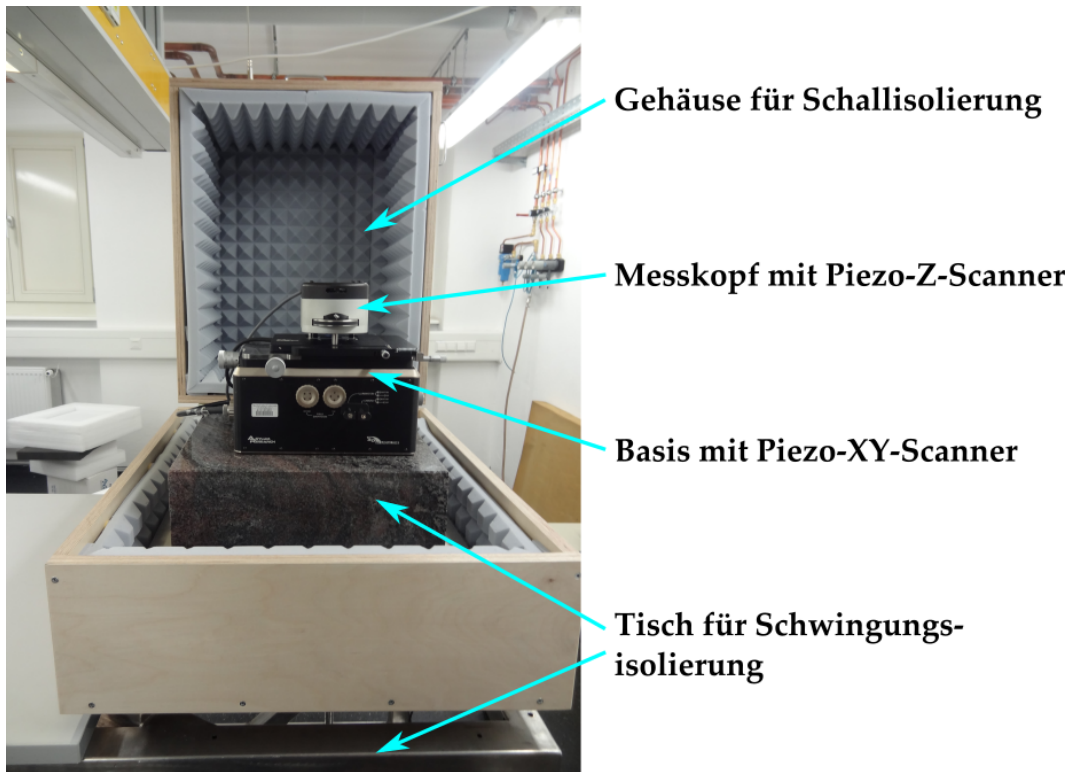 Gehäuse für Schallisolierung
Messkopf mit Piezo-Z-Scanner
Basis mit Piezo-XY-Scanner
Tisch für Schwingungs-
isolierung